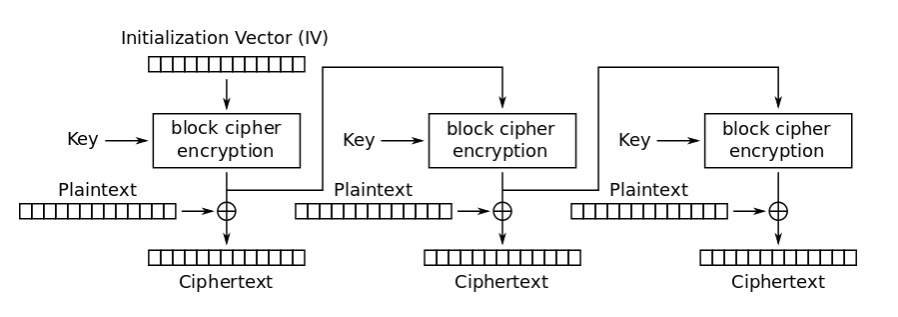 Initialization Vector (IV)
block cipher
encryption
Key
Plaintext
Ciphertext
block cipher
encryption
Key
Plaintext
Ciphertext
block cipher
encryption
Key
Plaintext
Ciphertext